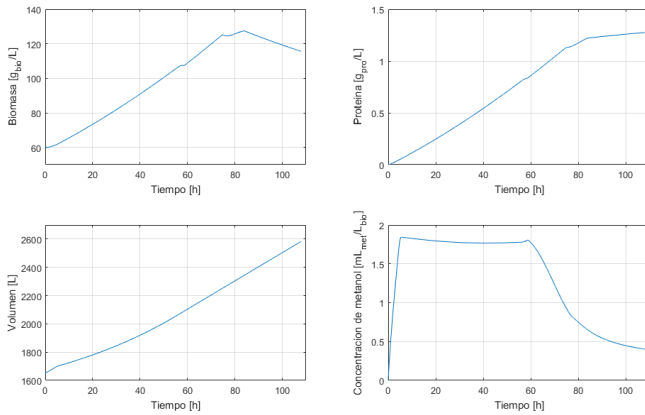 140
120
100
80
60
0 20 40 60 80 100
Tiempo [h]
Biomasa [g_bio/L]
1.5
1
0.5
0
0 20 40 60 80 100
Tiempo [h]
Proteina [g_pro/L]
2600
2400
2200
2000
1800
1600
0 20 40 60 80 100
Tiempo [h]
Volumen [L]
2
1.5
1
0.5
0
0 20 40 60 80 100
Tiempo [h]
Concentracion de metanol [mL_met/L_bio]